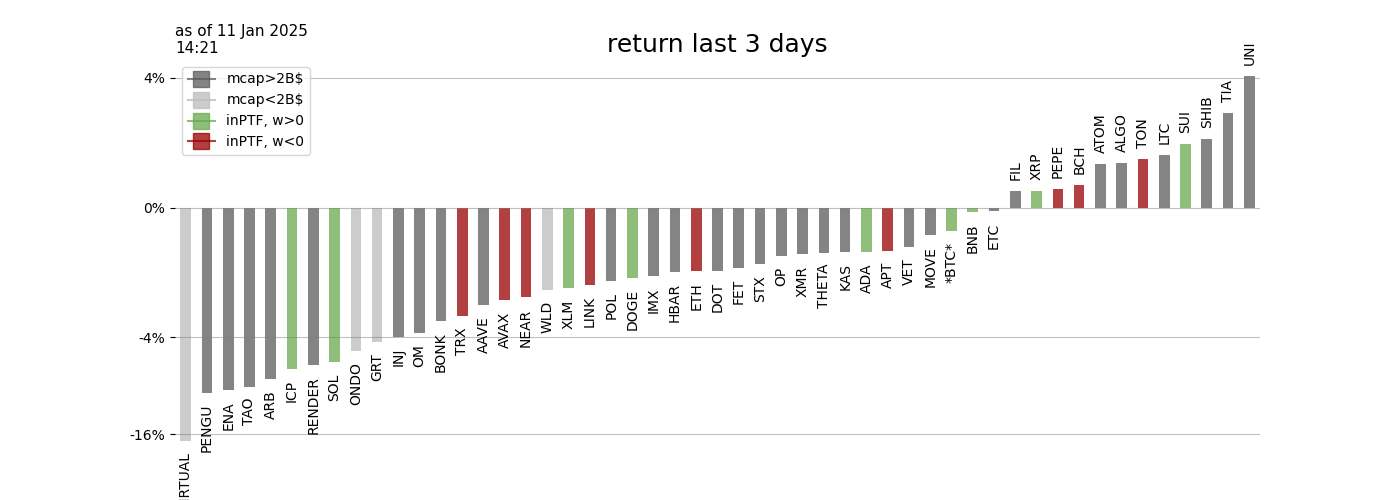 as of 11 Jan 2025
14:21
return last 3 days
mcap>2B$
mcap<2B$
inPTF, w>0
inPTF, w<0
4%
0%
-4%
-16%
RTUAL
PENGU
ENA
TAO
ARB
ICP
RENDER
SOL
ONDO
GRT
INJ
OM
BONK
TRX
AAVE
AVAX
NEAR
WLD
XLM
LINK
POL
DOGE
IMX
HBAR
ETH
DOT
FET
STX
OP
XMR
THETA
KAS
ADA
APT
VET
MOVE
*BTC*
BNB
ETC
FIL
XRP
PEPE
BCH
ATOM
ALGO
TON
LTC
SUI
SHIB
TIA
UNI